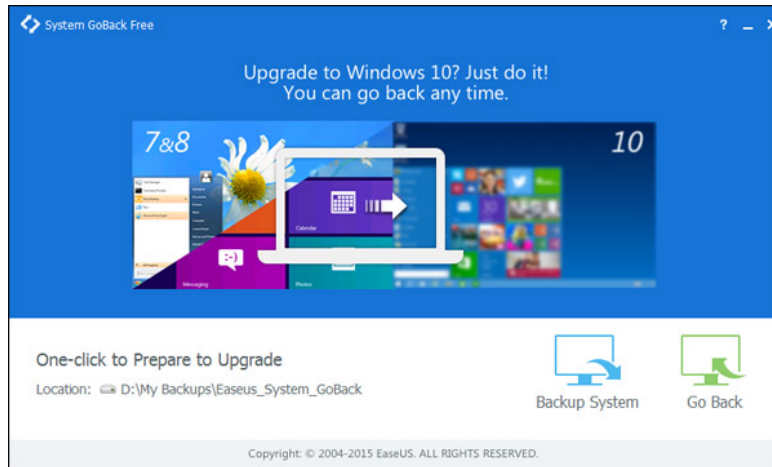 System GoBack Free
?
Upgrade to Windows 10? Just do it!
You can go back any time.
7&8
10
Calendar
Messaging
Photos
One-click to Prepare to Upgrade
Location: D:\My Backups\Easeus_System_GoBack
Backup System
Go Back
Copyright © 2004-2015 EaseUS. ALL RIGHTS RESERVED.